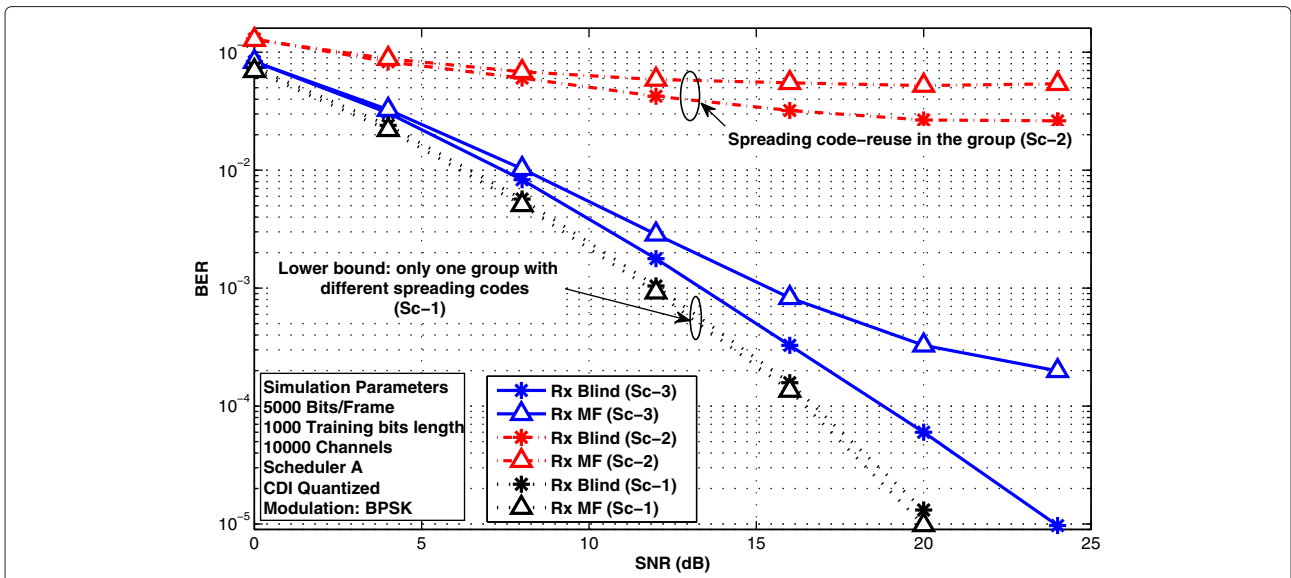 10⁻¹
10⁻²
10⁻³
10⁻⁴
10⁻⁵
BER
Spreading code–reuse in the group (Sc–2)
Lower bound: only one group with
different spreading codes
(Sc–1)
Simulation Parameters
5000 Bits/Frame
1000 Training bits length
10000 Channels
Scheduler A
CDI Quantized
Modulation: BPSK
Rx Blind (Sc–3)
Rx MF (Sc–3)
Rx Blind (Sc–2)
Rx MF (Sc–2)
Rx Blind (Sc–1)
Rx MF (Sc–1)
0 5 10 15 20 25
SNR (dB)